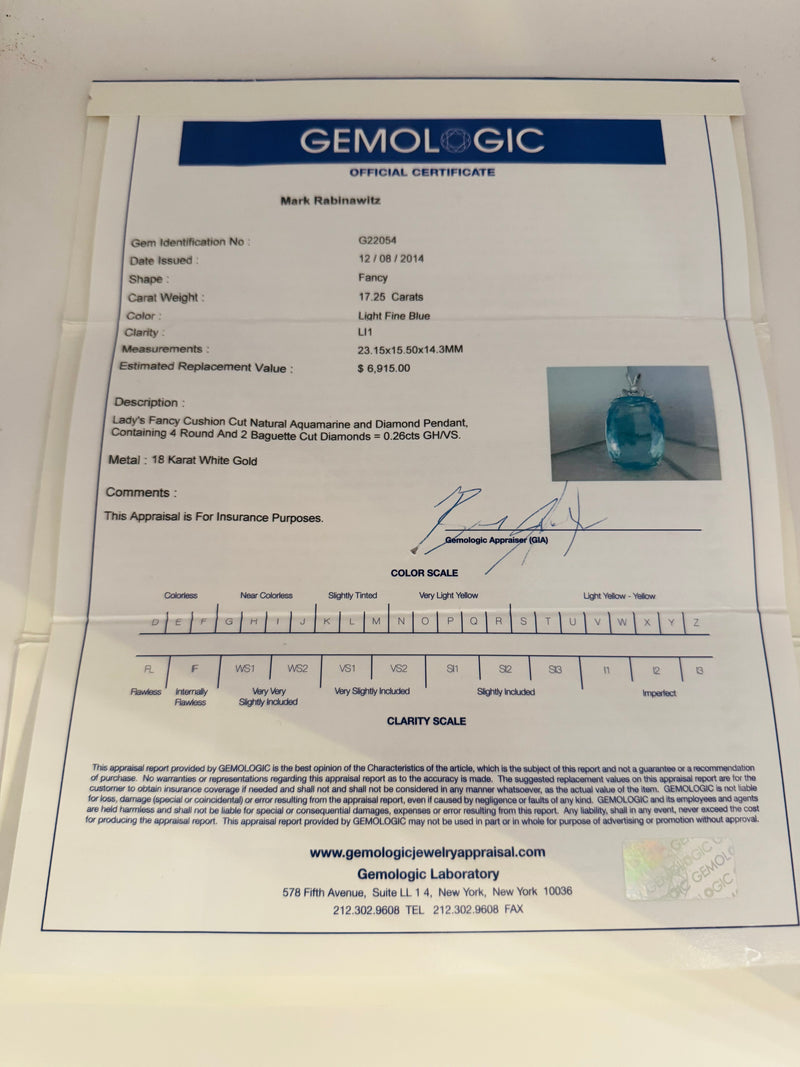 GEMOLOGIC
OFFICIAL CERTIFICATE
Mark Rabinawitz
Gem Identification No : G22054
Date Issued : 12 / 08 / 2014
Shape : Fancy
Carat Weight : 17.25 Carats
Color : Light Fine Blue
Clarity : LI1
Measurements : 23.15x15.50x14.3MM
Estimated Replacement Value : $ 6,915.00
Description :
Lady's Fancy Cushion Cut Natural Aquamarine and Diamond Pendant,
Containing 4 Round And 2 Baguette Cut Diamonds = 0.26cts GH/VS.
Metal : 18 Karat White Gold
Comments :
This Appraisal is For Insurance Purposes.
Gemologic Appraiser (GIA)
COLOR SCALE
Colorless Near Colorless Slightly Tinted Very Light Yellow Light Yellow - Yellow
D E F G H I J K L M N O P Q R S T U V W X Y Z
FL IF WS1 WS2 VS1 VS2 SI1 SI2 SI3 I1 I2 I3
Flawless Internally Flawless Very Very Slightly Included Very Slightly Included Slightly Included Imperfect
CLARITY SCALE
This appraisal report provided by GEMOLOGIC is the best opinion of the Characteristics of the article, which is the subject of this report and not a guarantee or a recommendation
of purchase. No warranties or representations regarding this appraisal report as to the accuracy is made. The suggested replacement values on this appraisal report are for the
customer to obtain insurance coverage if needed and shall not and shall not be considered in any manner whatsoever, as the actual value of the item. GEMOLOGIC is not liable
for loss, damage (special or coincidental) or error resulting from the appraisal report, even if caused by negligence or faults of any kind. GEMOLOGIC and its employees and agents
are held harmless and shall not be liable for special or consequential damages, expenses or error resulting from this report. Any liability, shall in any event, never exceed the cost
for producing the appraisal report. This appraisal report provided by GEMOLOGIC may not be used in part or in whole for purpose of advertising or promotion without approval.
www.gemologicjewelryappraisal.com
Gemologic Laboratory
578 Fifth Avenue, Suite LL 1 4, New York, New York 10036
212.302.9608 TEL 212.302.9608 FAX